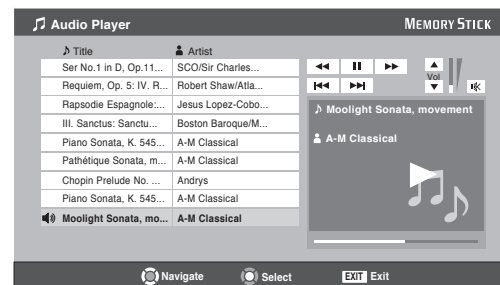 Audio Player
MEMORY STICK
Title Artist
Ser No.1 in D, Op.11... SCO/Sir Charles...
Requiem, Op. 5: IV. R... Robert Shaw/Atla...
Rapsodie Espagnole:... Jesus Lopez-Cobo...
III. Sanctus: Sanctu... Boston Baroque/M...
Piano Sonata, K. 545... A-M Classical
Pathétique Sonata, m... A-M Classical
Chopin Prelude No. ... Andrys
Piano Sonata, K. 545... A-M Classical
Moolight Sonata, mo... A-M Classical
Vol
Moolight Sonata, movement
A-M Classical
Navigate Select EXIT Exit